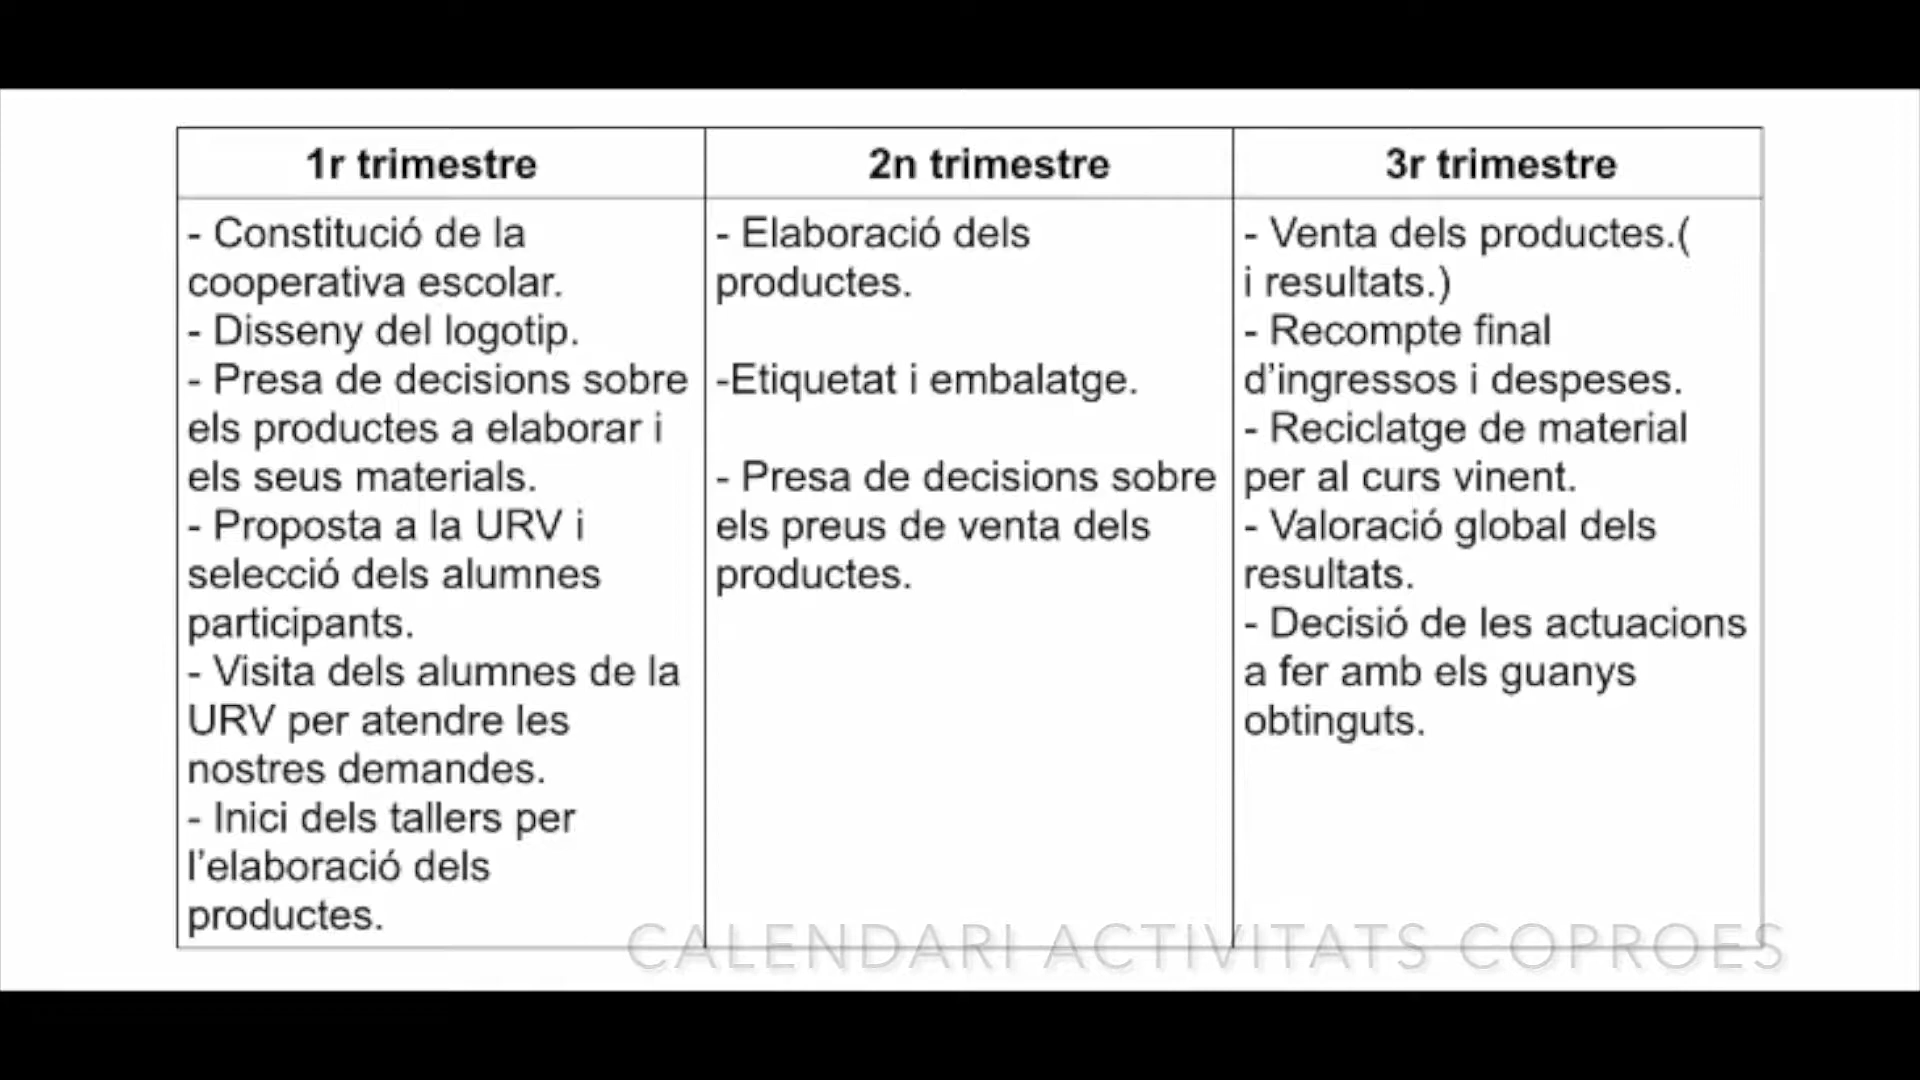 1r trimestre
- Constitució de la
cooperativa escolar.
- Disseny del logotip.
- Presa de decisions sobre
els productes a elaborar i
els seus materials.
- Proposta a la URV i
selecció dels alumnes
participants.
- Visita dels alumnes de la
URV per atendre les
nostres demandes.
- Inici dels tallers per
l’elaboració dels
productes.
2n trimestre
- Elaboració dels
productes.
-Etiquetat i embalatge.
- Presa de decisions sobre
els preus de venta dels
productes.
3r trimestre
- Venta dels productes.(
i resultats.)
- Recompte final
d’ingressos i despeses.
- Reciclatge de material
per al curs vinent.
- Valoració global dels
resultats.
- Decisió de les actuacions
a fer amb els guanys
obtinguts.
CALENDARI ACTIVITATS COPROES